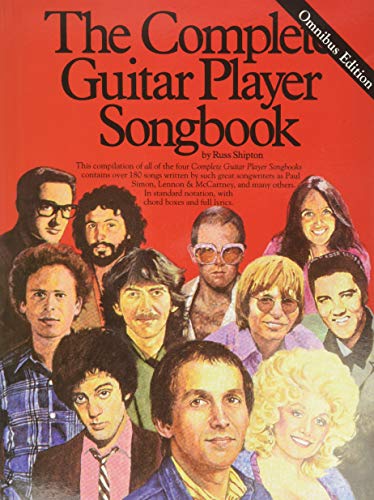 The Complete
Guitar Player
Songbook
Omnibus Edition
by Russ Shipton
This compilation of all of the four Complete Guitar Player Songbooks
contains over 180 songs written by such great songwriters as Paul
Simon, Lennon & McCartney, and many others.
In standard notation, with
chord boxes and full lyrics.